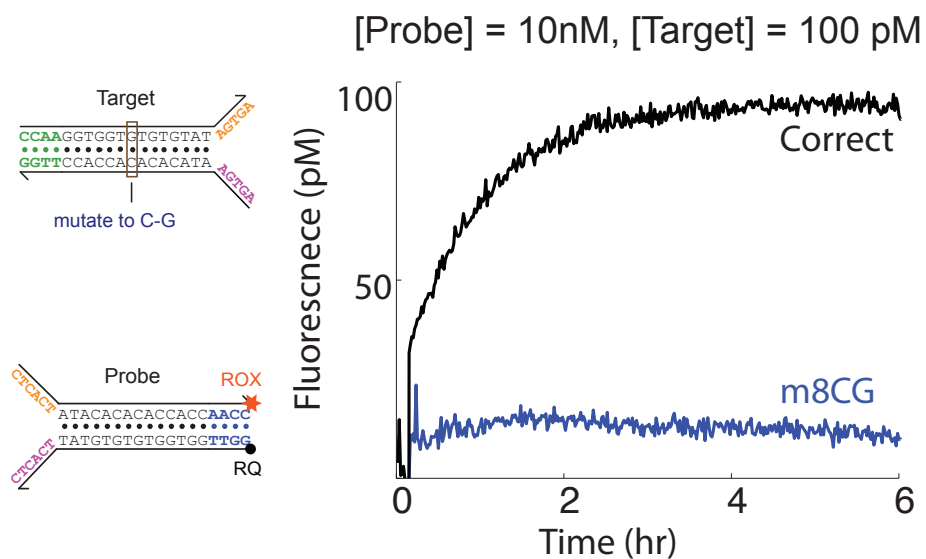 [Probe] = 10nM, [Target] = 100 pM
Target
AGTGA
CCAAGGTGGTGTGTGTAT
GGTTCCACCACACACATA
AGTGA
mutate to C-G
Probe
ROX
CTCACT
ATACACACACCACCAACC
TATGTGTGTGGTGGTTGG
CTCACT
RQ
Fluorescnece (pM)
100
50
Correct
m8CG
0
2
4
6
Time (hr)